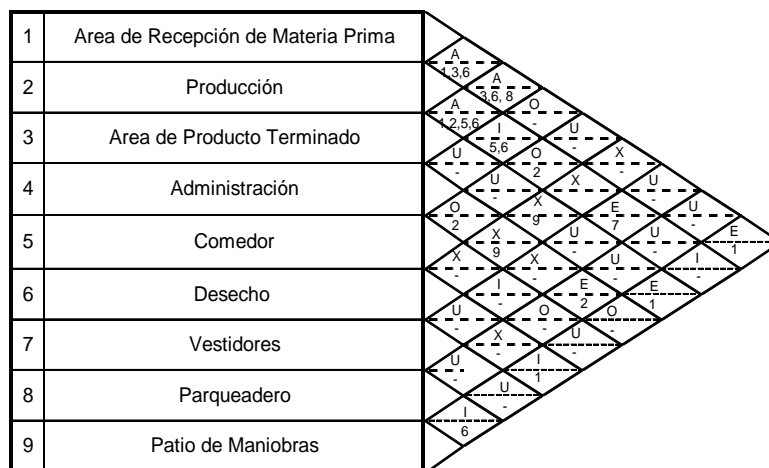 1 Area de Recepción de Materia Prima
2 Producción
3 Area de Producto Terminado
4 Administración
5 Comedor
6 Desecho
7 Vestidores
8 Parqueadero
9 Patio de Maniobras
A
1,3,6
A
1,2,5,6
U
-
O
2
X
-
U
-
U
-
I
6
A
3,6, 8
I
5,6
U
-
X
9
I
-
X
-
U
-
O
-
O
2
X
9
X
-
O
-
I
1
U
-
X
U
-
E
2
U
-
X
-
E
7
U
-
O
-
U
-
U
-
E
1
U
-
I
-
E
1